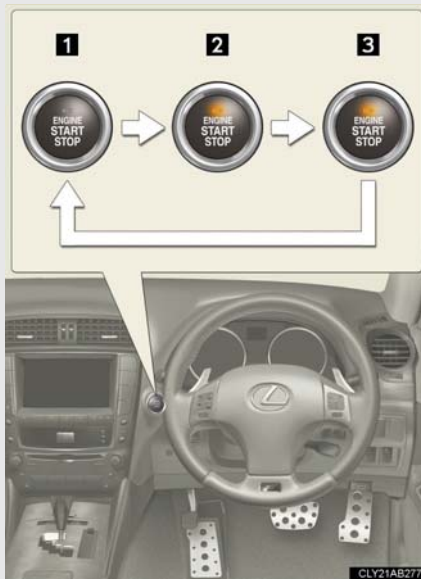 1
2
3
ENGINE
START
STOP
ENGINE
START
STOP
ENGINE
START
STOP
CLY21AB277